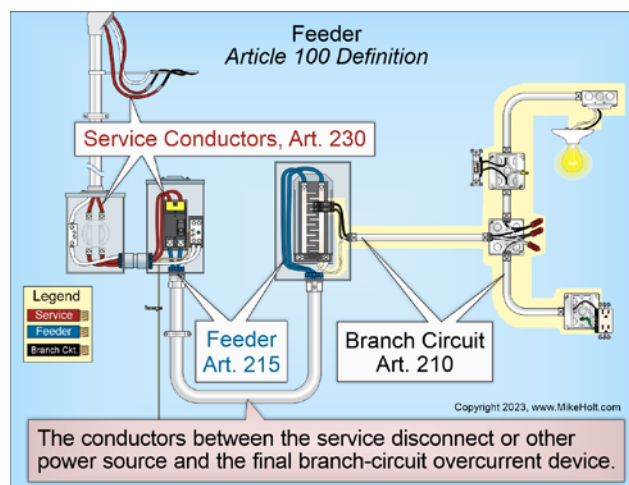 Feeder
Article 100 Definition
Service Conductors, Art. 230
Legend
Service
Feeder
Branch Ckt.
Feeder
Art. 215
Branch Circuit
Art. 210
Copyright 2023, www.MikeHolt.com
The conductors between the service disconnect or other
power source and the final branch-circuit overcurrent device.